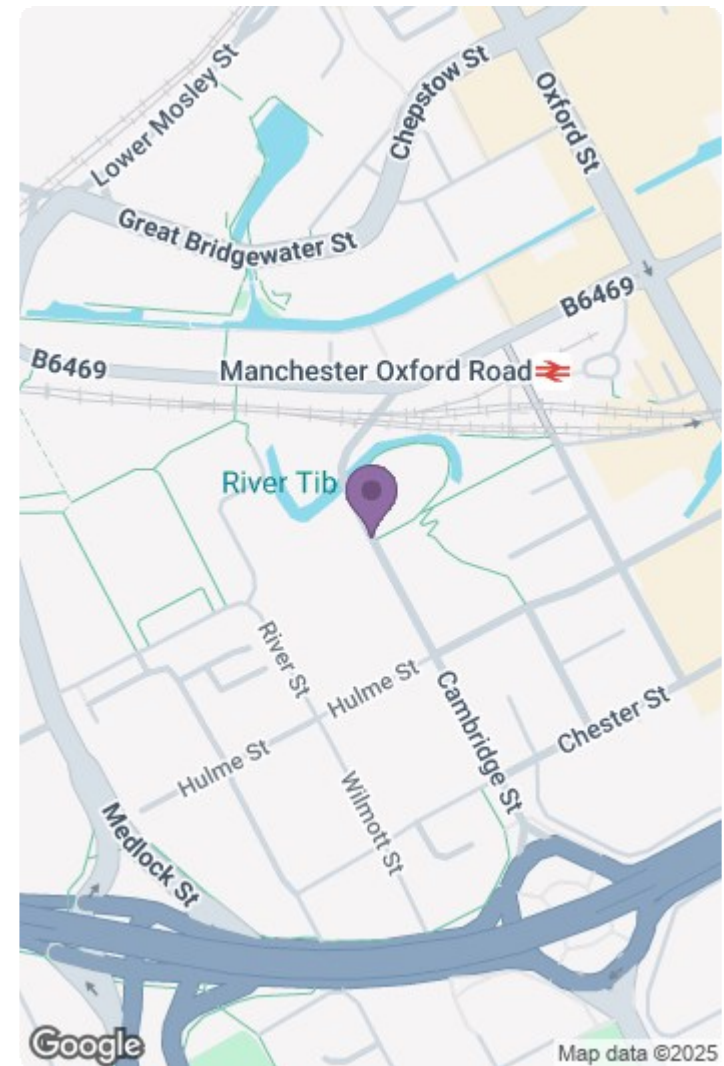 Lower Mosley St
Chepstow St
Oxford St
Great Bridgewater St
B6469
B6469
Manchester Oxford Road
River Tib
River St
Hulme St
Cambridge St
Chester St
Hulme St
Wilmott St
Medlock St
Google
Map data ©2025